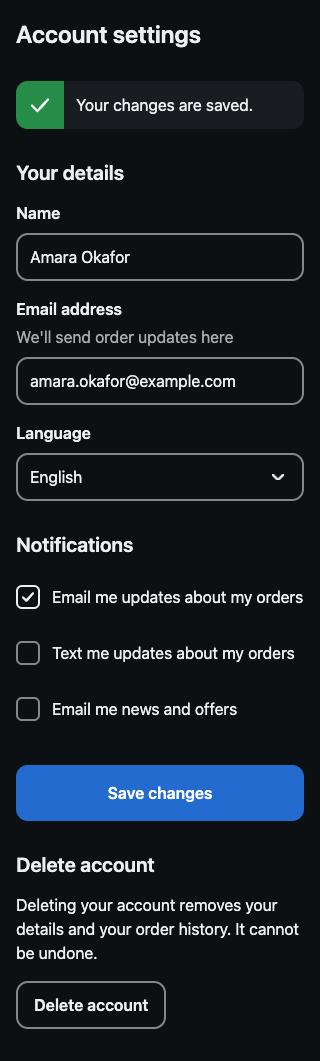 Account settings
Your changes are saved.
Your details
Name
Amara Okafor
Email address
We'll send order updates here
amara.okafor@example.com
Language
English
Notifications
Email me updates about my orders
Text me updates about my orders
Email me news and offers
Save changes
Delete account
Deleting your account removes your
details and your order history. It cannot
be undone.
Delete account